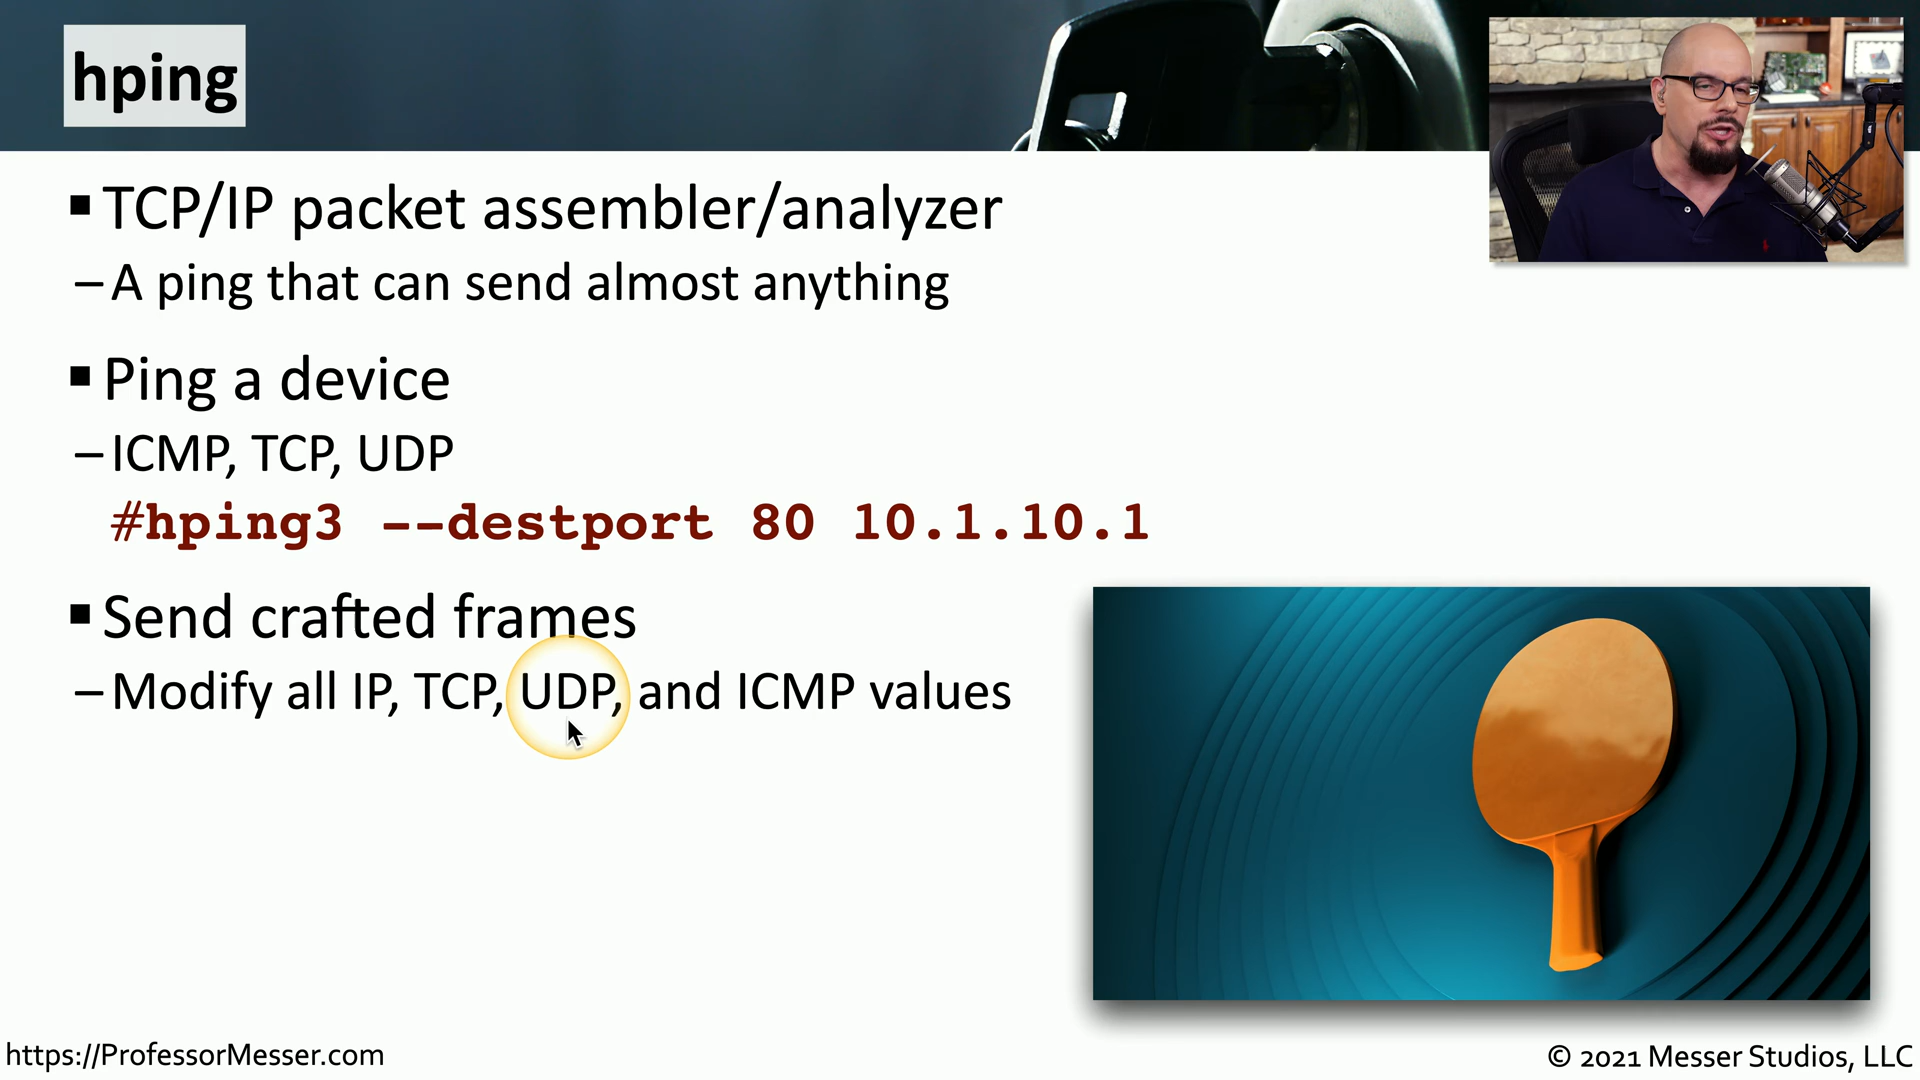 hping
▪ TCP/IP packet assembler/analyzer
– A ping that can send almost anything
▪ Ping a device
– ICMP, TCP, UDP
#hping3 --destport 80 10.1.10.1
▪ Send crafted frames
– Modify all IP, TCP, UDP, and ICMP values
https://ProfessorMesser.com
© 2021 Messer Studios, LLC